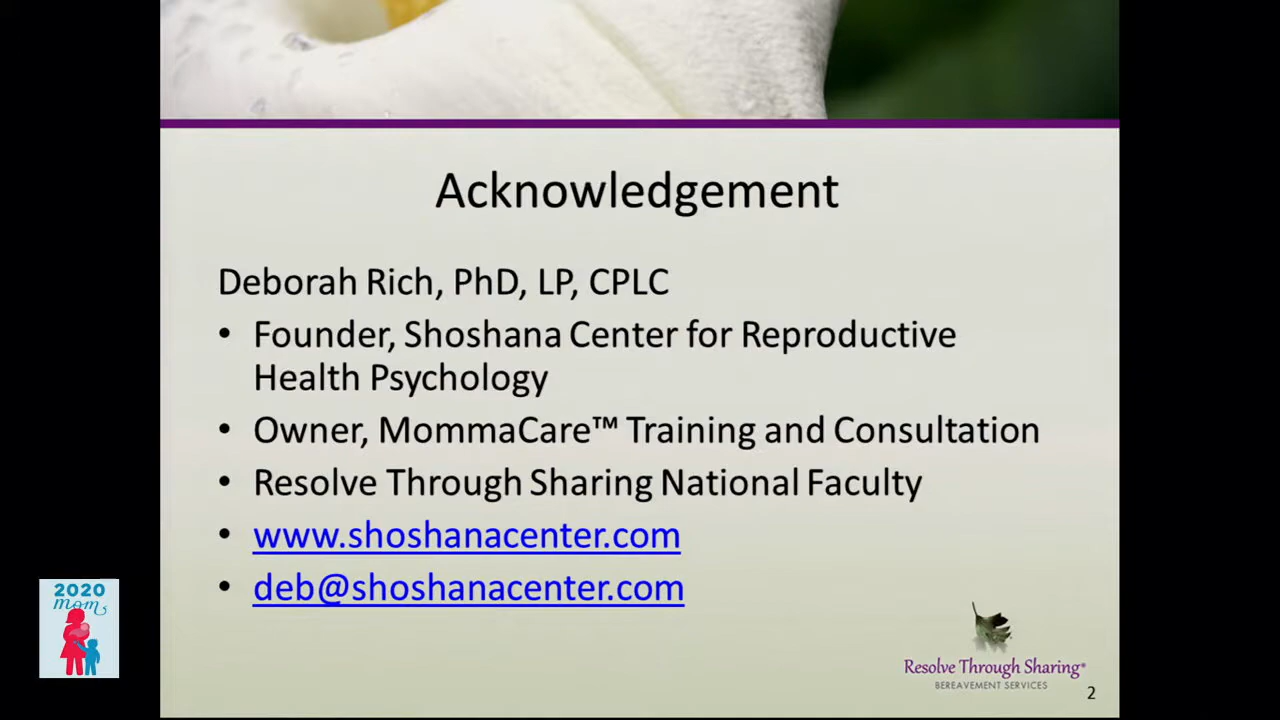 Acknowledgement
Deborah Rich, PhD, LP, CPLC
• Founder, Shoshana Center for Reproductive
Health Psychology
• Owner, MommaCare™ Training and Consultation
• Resolve Through Sharing National Faculty
• www.shoshanacenter.com
• deb@shoshanacenter.com
2020
mom
Resolve Through Sharing®
BEREAVEMENT SERVICES
2